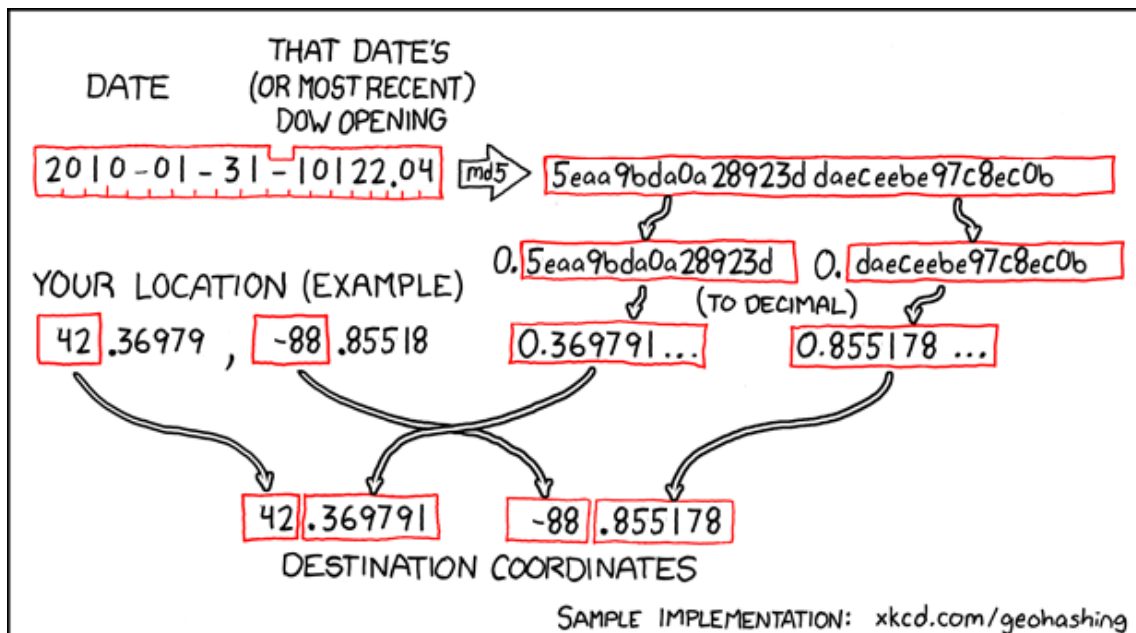 THAT DATE'S
DATE (OR MOST RECENT)
DOW OPENING
2010-01-31-10122.04 md5 5eaa9bda0a28923ddaeceebe97c8ec0b
0.5eaa9bda0a28923d 0.daeceebe97c8ec0b
YOUR LOCATION (EXAMPLE) (TO DECIMAL)
42.36979, -88.85518 0.369791... 0.855178...
42.369791 -88.855178
DESTINATION COORDINATES
SAMPLE IMPLEMENTATION: xkcd.com/geohashing